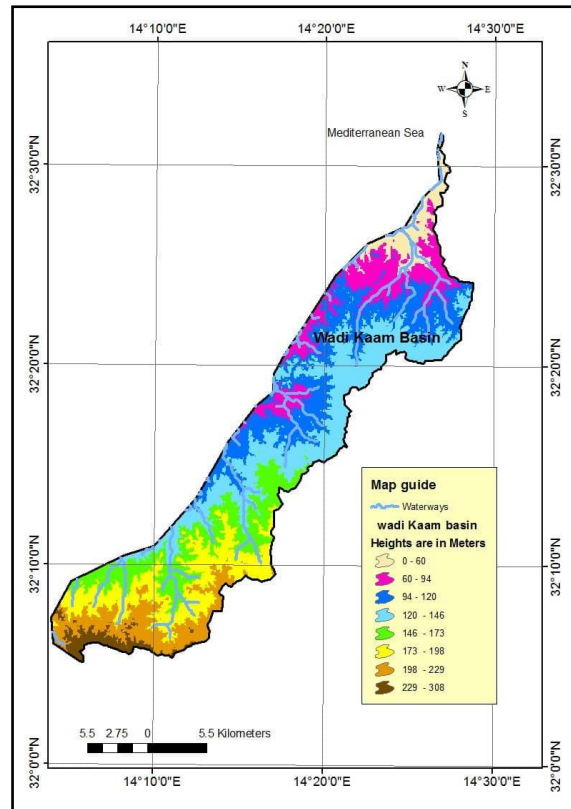 14°10'0"E
14°20'0"E
14°30'0"E
N
W
E
S
Mediterranean Sea
32°30'0"N
32°30'0"N
Wadi Kaam Basin
32°20'0"N
32°20'0"N
Map guide
Waterways
wadi Kaam basin
Heights are in Meters
0 - 60
60 - 94
94 - 120
120 - 146
146 - 173
173 - 198
198 - 229
229 - 308
32°10'0"N
32°10'0"N
5.5 2.75 0 5.5 Kilometers
32°0'0"N
32°0'0"N
14°10'0"E
14°20'0"E
14°30'0"E